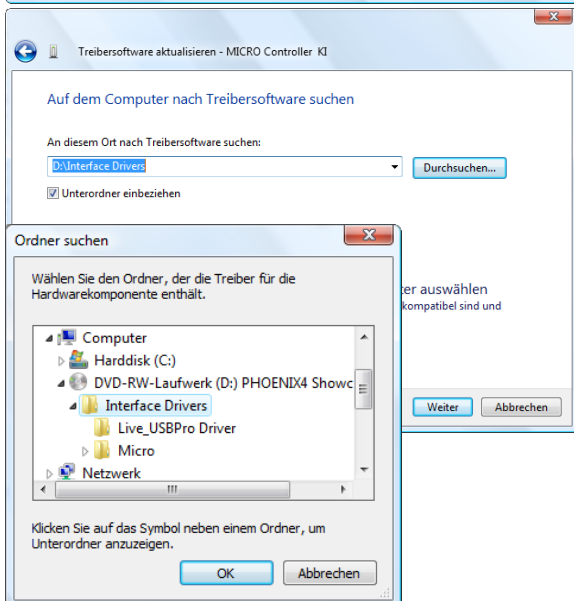 Treibersoftware aktualisieren - MICRO Controller KI
Auf dem Computer nach Treibersoftware suchen
An diesem Ort nach Treibersoftware suchen:
D:\Interface Drivers
Durchsuchen...
Unterordner einbeziehen
er auswählen
kompatibel sind und
Weiter
Abbrechen
Ordner suchen
Wählen Sie den Ordner, der die Treiber für die
Hardwarekomponente enthält.
Computer
Harddisk (C:)
DVD-RW-Laufwerk (D:) PHOENIX4 Showc
Interface Drivers
Live_USBPro Driver
Micro
Netzwerk
Klicken Sie auf das Symbol neben einem Ordner, um
Unterordner anzuzeigen.
OK
Abbrechen